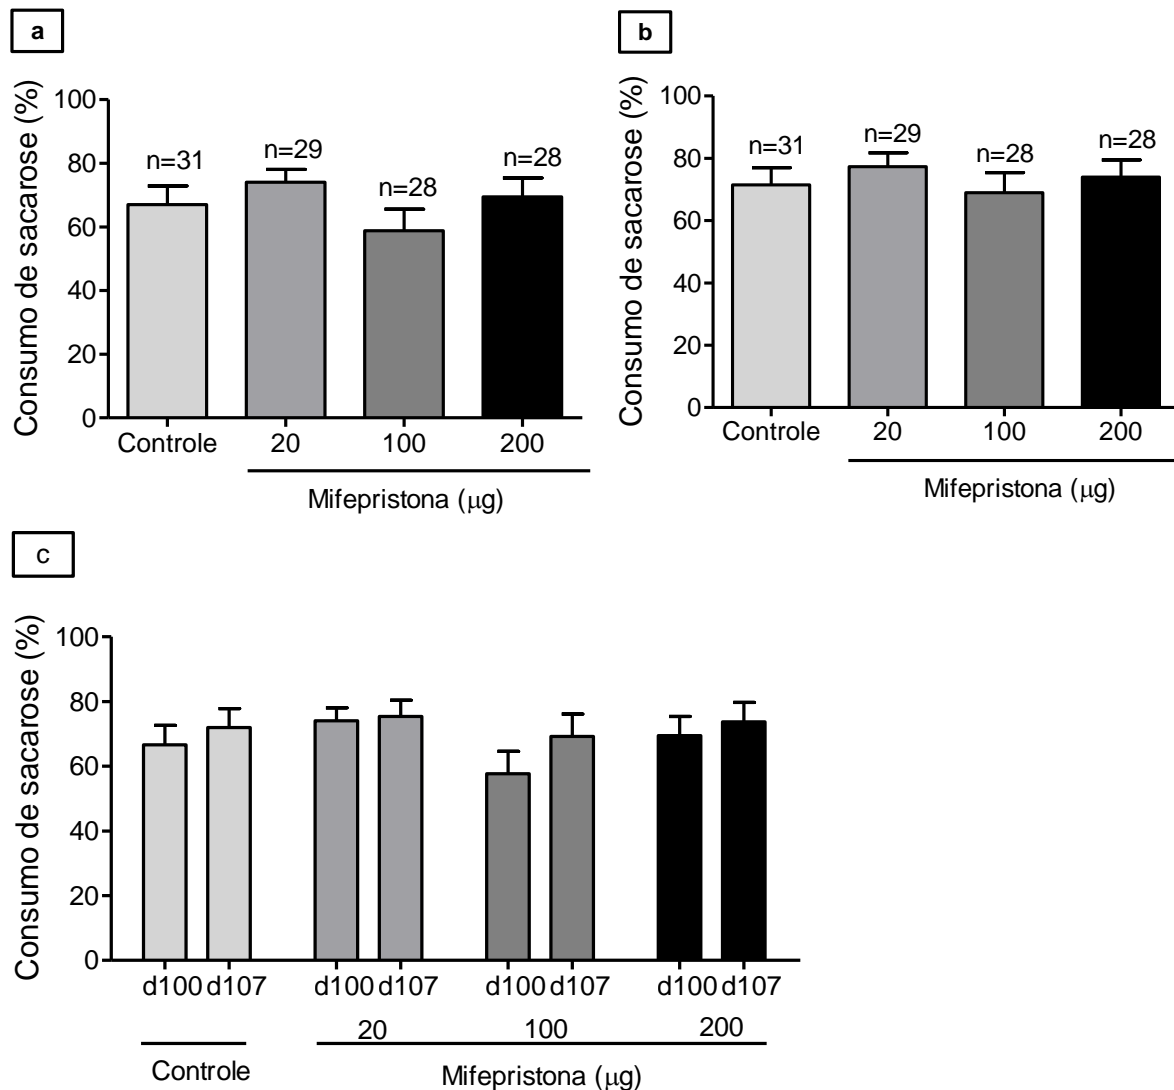 a
Consumo de sacarose (%)
100
80
60
40
20
0
n=31
n=29
n=28
n=28
Controle
20
100
200
Mifepristona (μg)
b
Consumo de sacarose (%)
100
80
60
40
20
0
n=31
n=29
n=28
n=28
Controle
20
100
200
Mifepristona (μg)
c
Consumo de sacarose (%)
100
80
60
40
20
0
d100 d107
d100 d107
d100 d107
d100 d107
20
100
200
Controle
Mifepristona (μg)